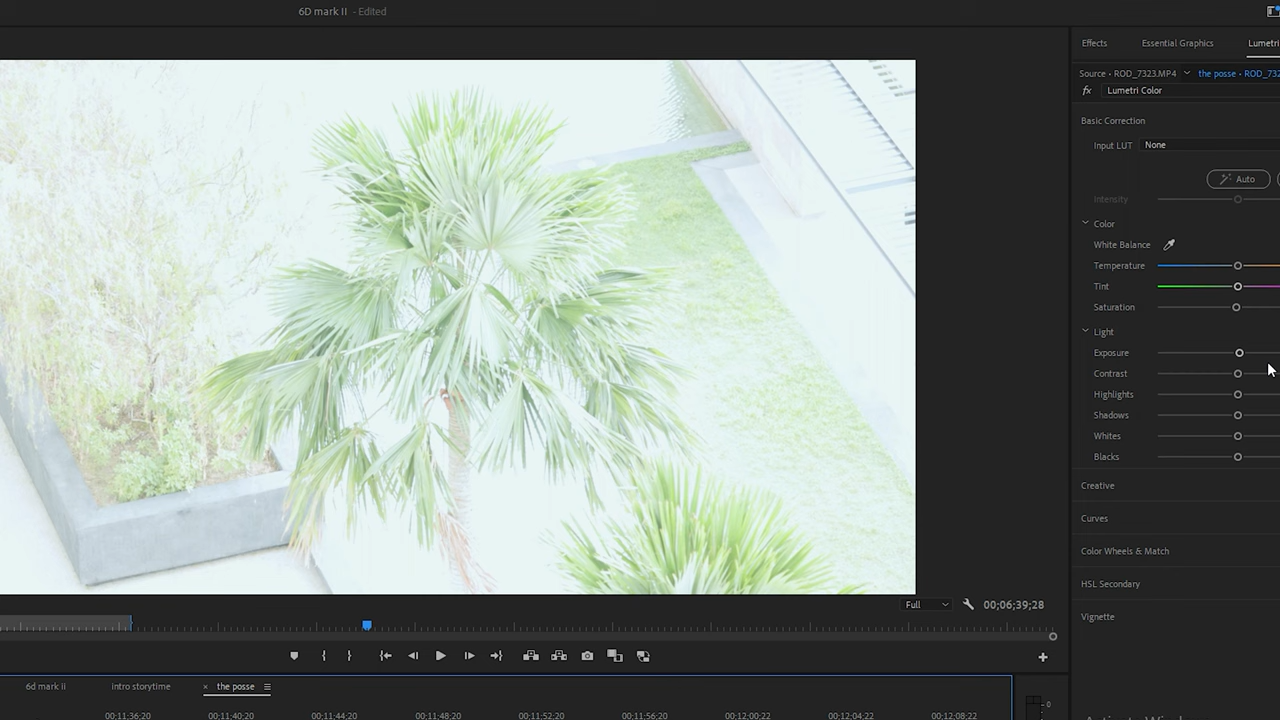 6D mark II - Edited
Effects Essential Graphics Lumetri
Source • ROD_7323.MP4 the posse • ROD_732
fx Lumetri Color
Basic Correction
Input LUT None
Auto
Intensity
Color
White Balance
Temperature
Tint
Saturation
Light
Exposure
Contrast
Highlights
Shadows
Whites
Blacks
Creative
Curves
Color Wheels & Match
HSL Secondary
Vignette
Full 00;06;39;28
6d mark ii intro storytime × the posse
00;11;36;20 00;11;40;20 00;11;44;20 00;11;48;20 00;11;52;20 00;11;56;20 00;12;00;22 00;12;04;22 00;12;08;22
0